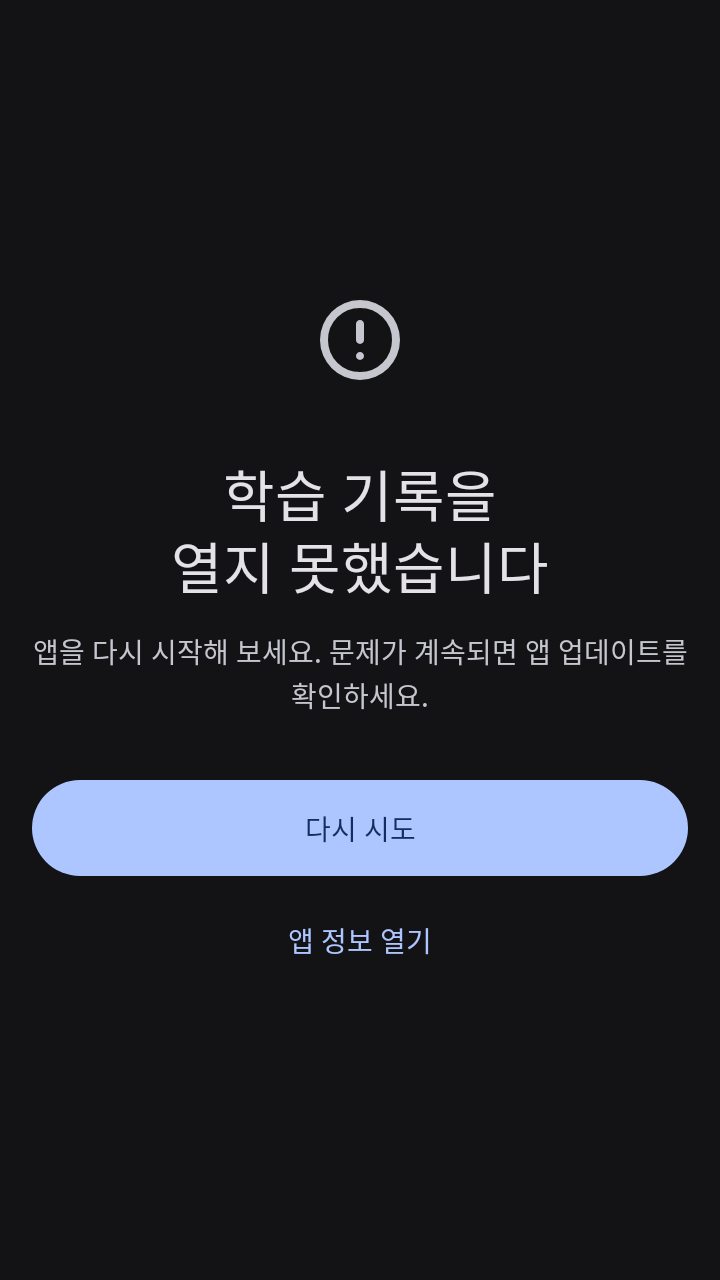 학습 기록을
열지 못했습니다
앱을 다시 시작해 보세요. 문제가 계속되면 앱 업데이트를
확인하세요.
다시 시도
앱 정보 열기